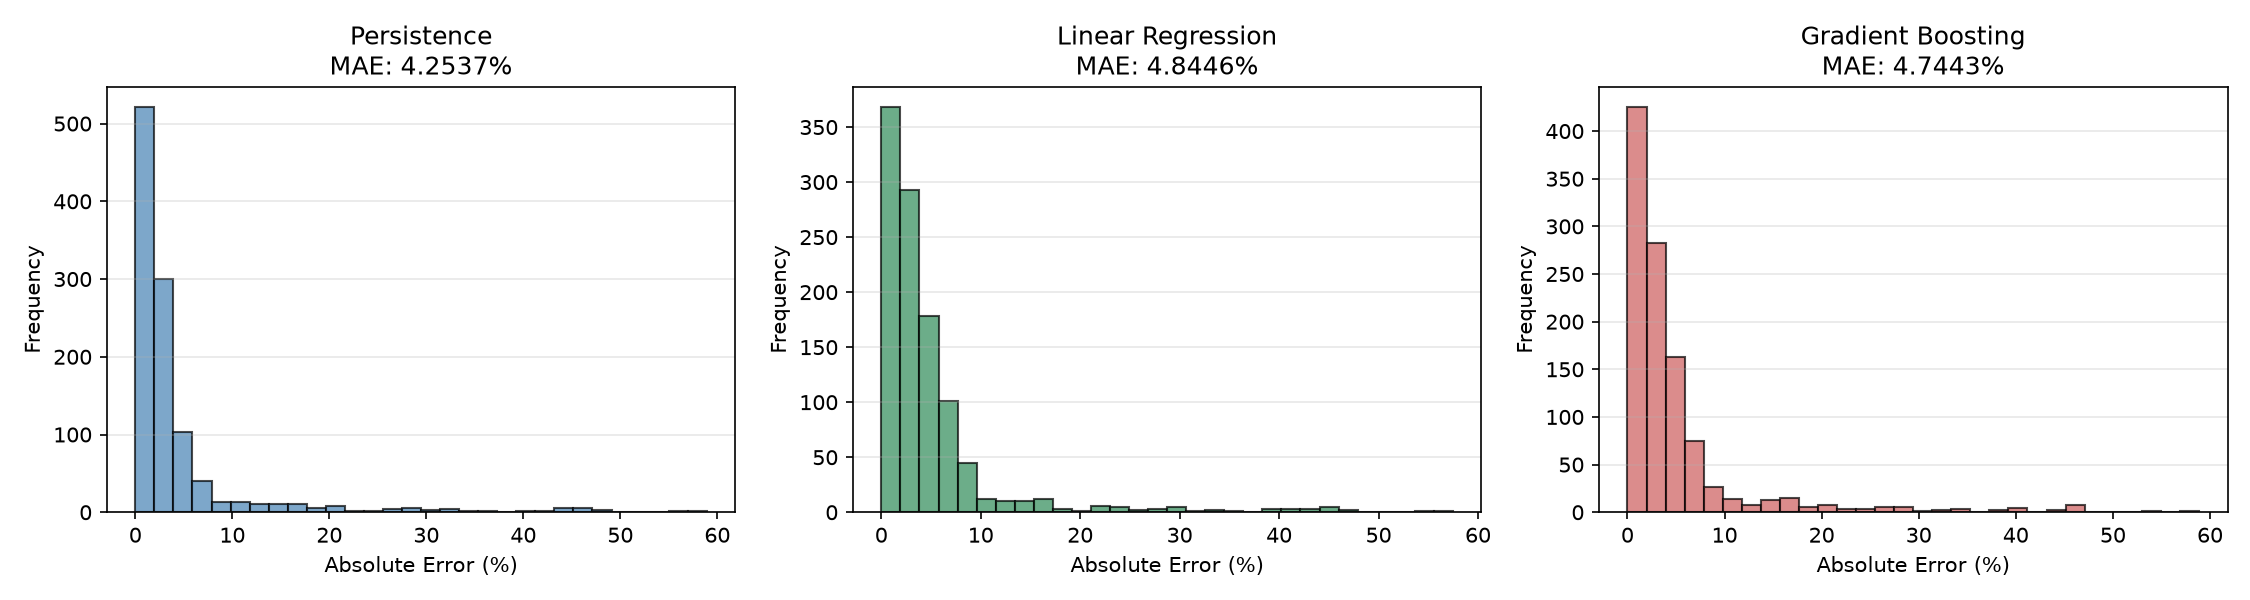 Persistence
MAE: 4.2537%
500
400
300
200
100
0
Frequency
0 10 20 30 40 50 60
Absolute Error (%)
Linear Regression
MAE: 4.8446%
350
300
250
200
150
100
50
0
Frequency
0 10 20 30 40 50 60
Absolute Error (%)
Gradient Boosting
MAE: 4.7443%
400
350
300
250
200
150
100
50
0
Frequency
0 10 20 30 40 50 60
Absolute Error (%)